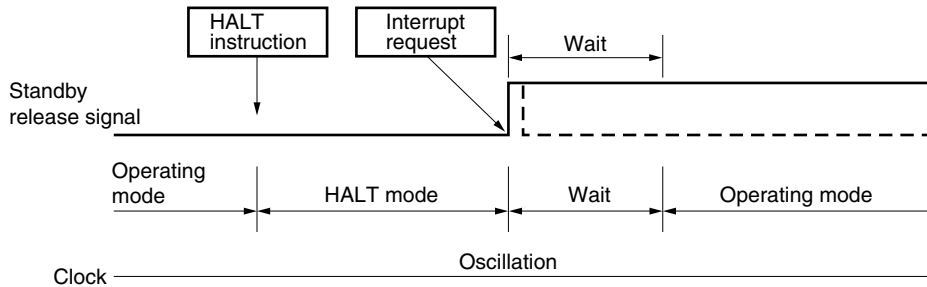 HALT
instruction
Interrupt
request
Wait
Standby
release signal
Operating
mode
HALT mode
Wait
Operating mode
Oscillation
Clock